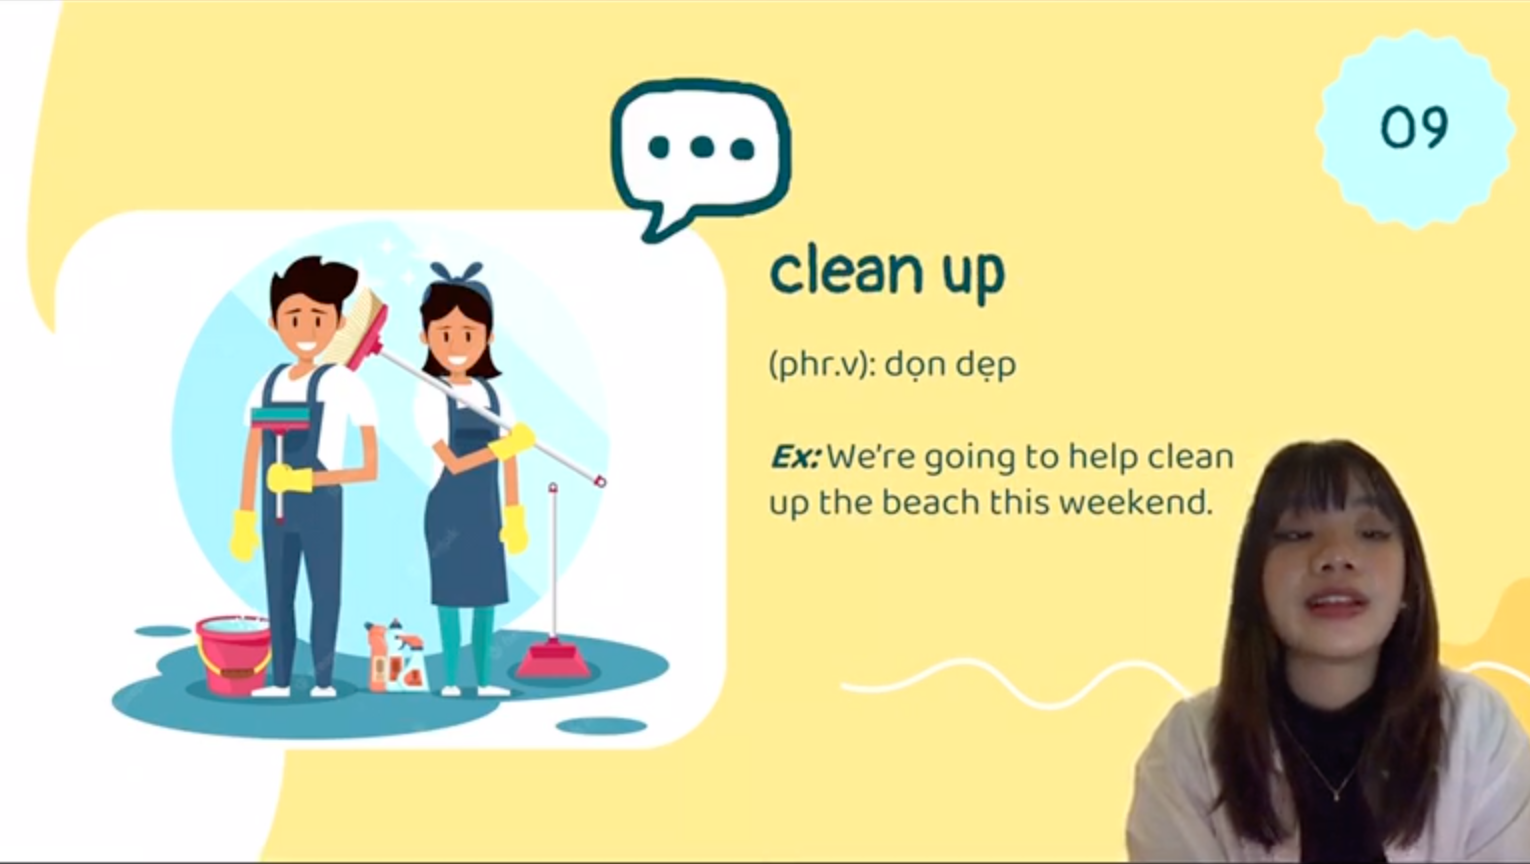 09
clean up
(phr.v): dọn dẹp
Ex: We're going to help clean
up the beach this weekend.